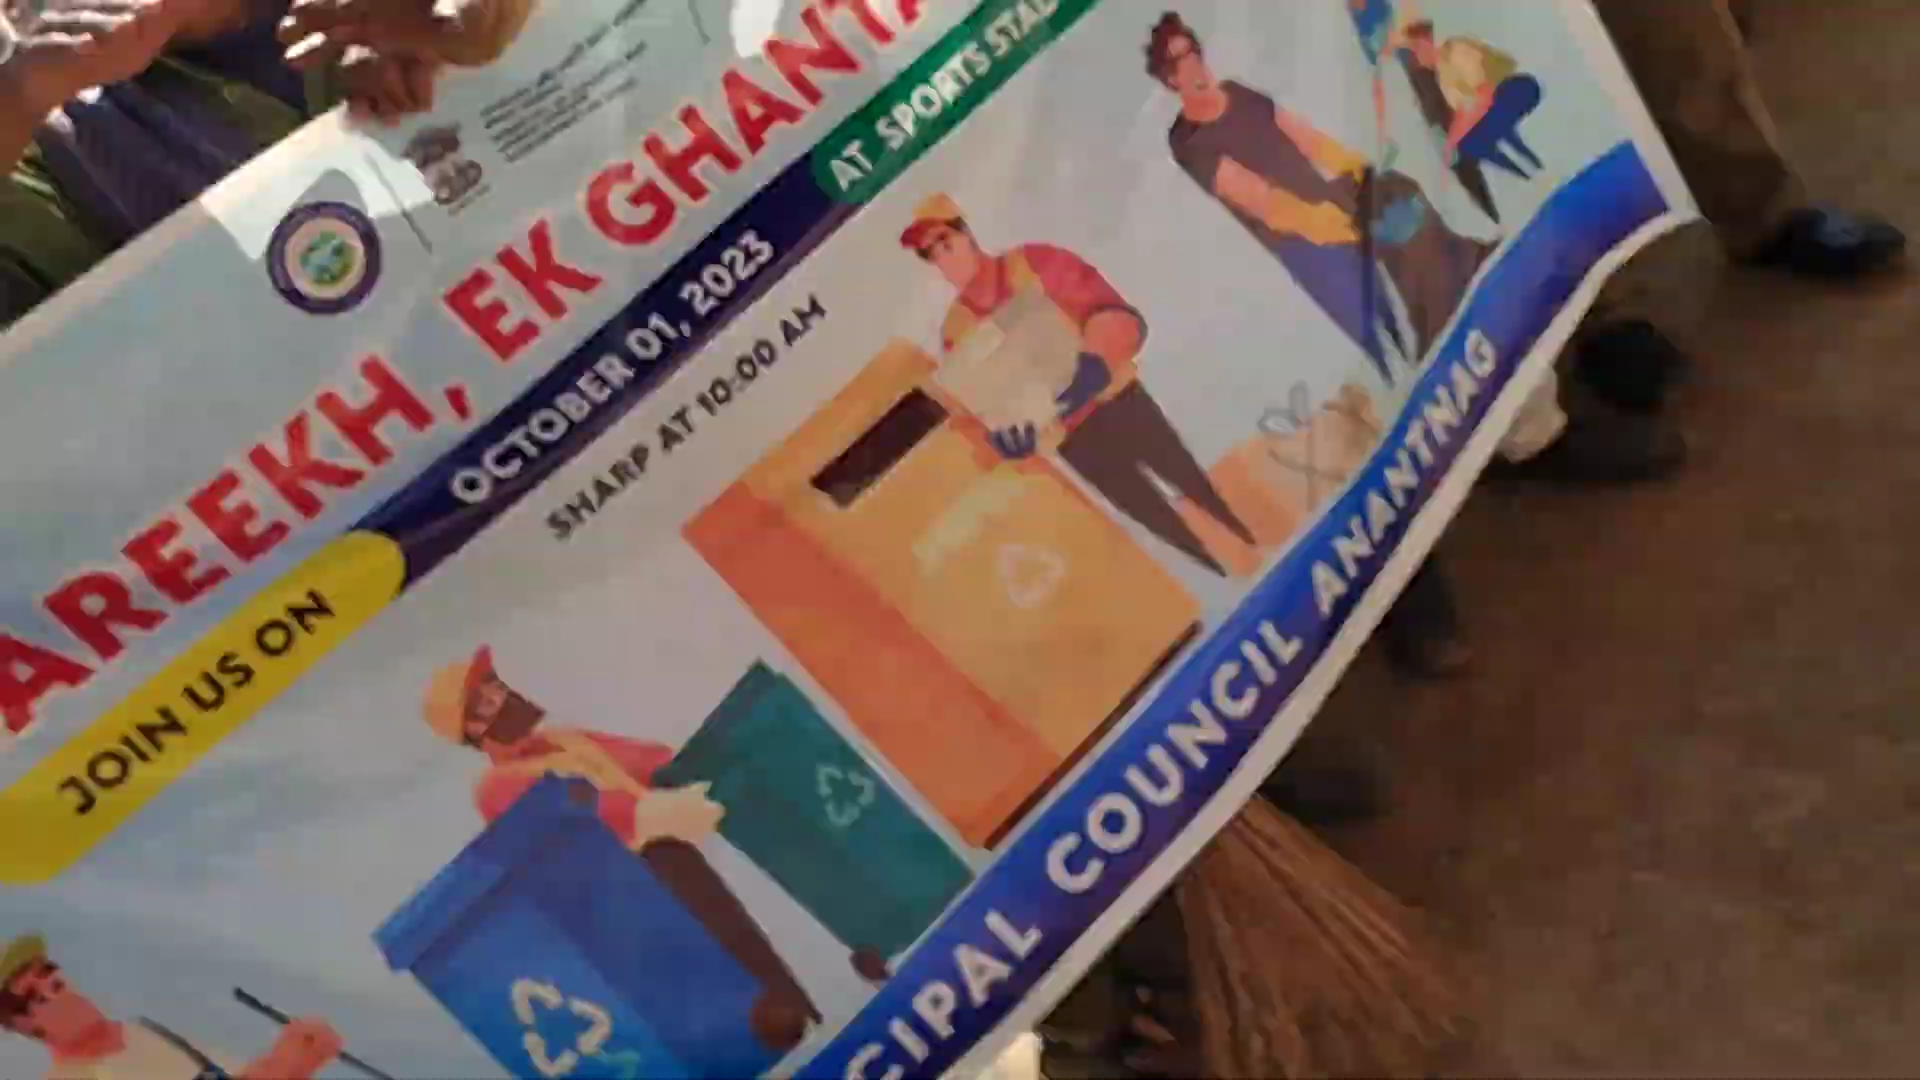 AREEKH, EK GHANTA
JOIN US ON
OCTOBER 01, 2023
AT SPORTS STAD
SHARP AT 10:00 AM
CIPAL COUNCIL ANANTNAG